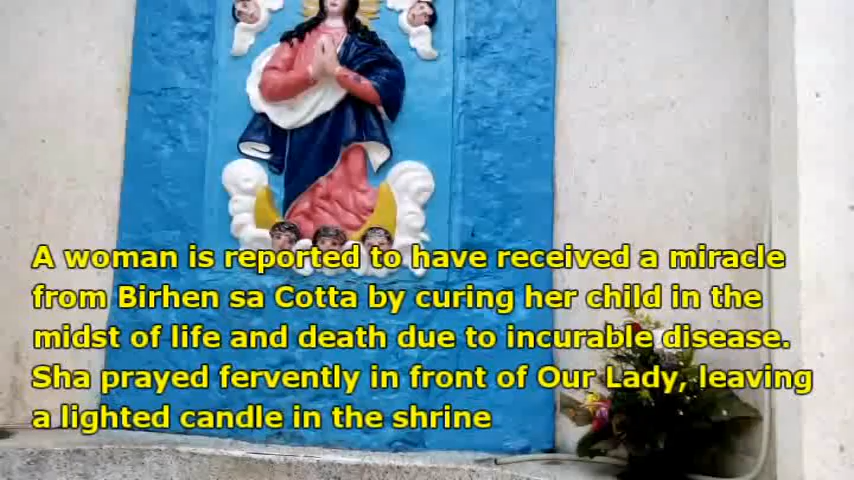 A woman is reported to have received a miracle
from Birhen sa Cotta by curing her child in the
midst of life and death due to incurable disease.
Sha prayed fervently in front of Our Lady, leaving
a lighted candle in the shrine